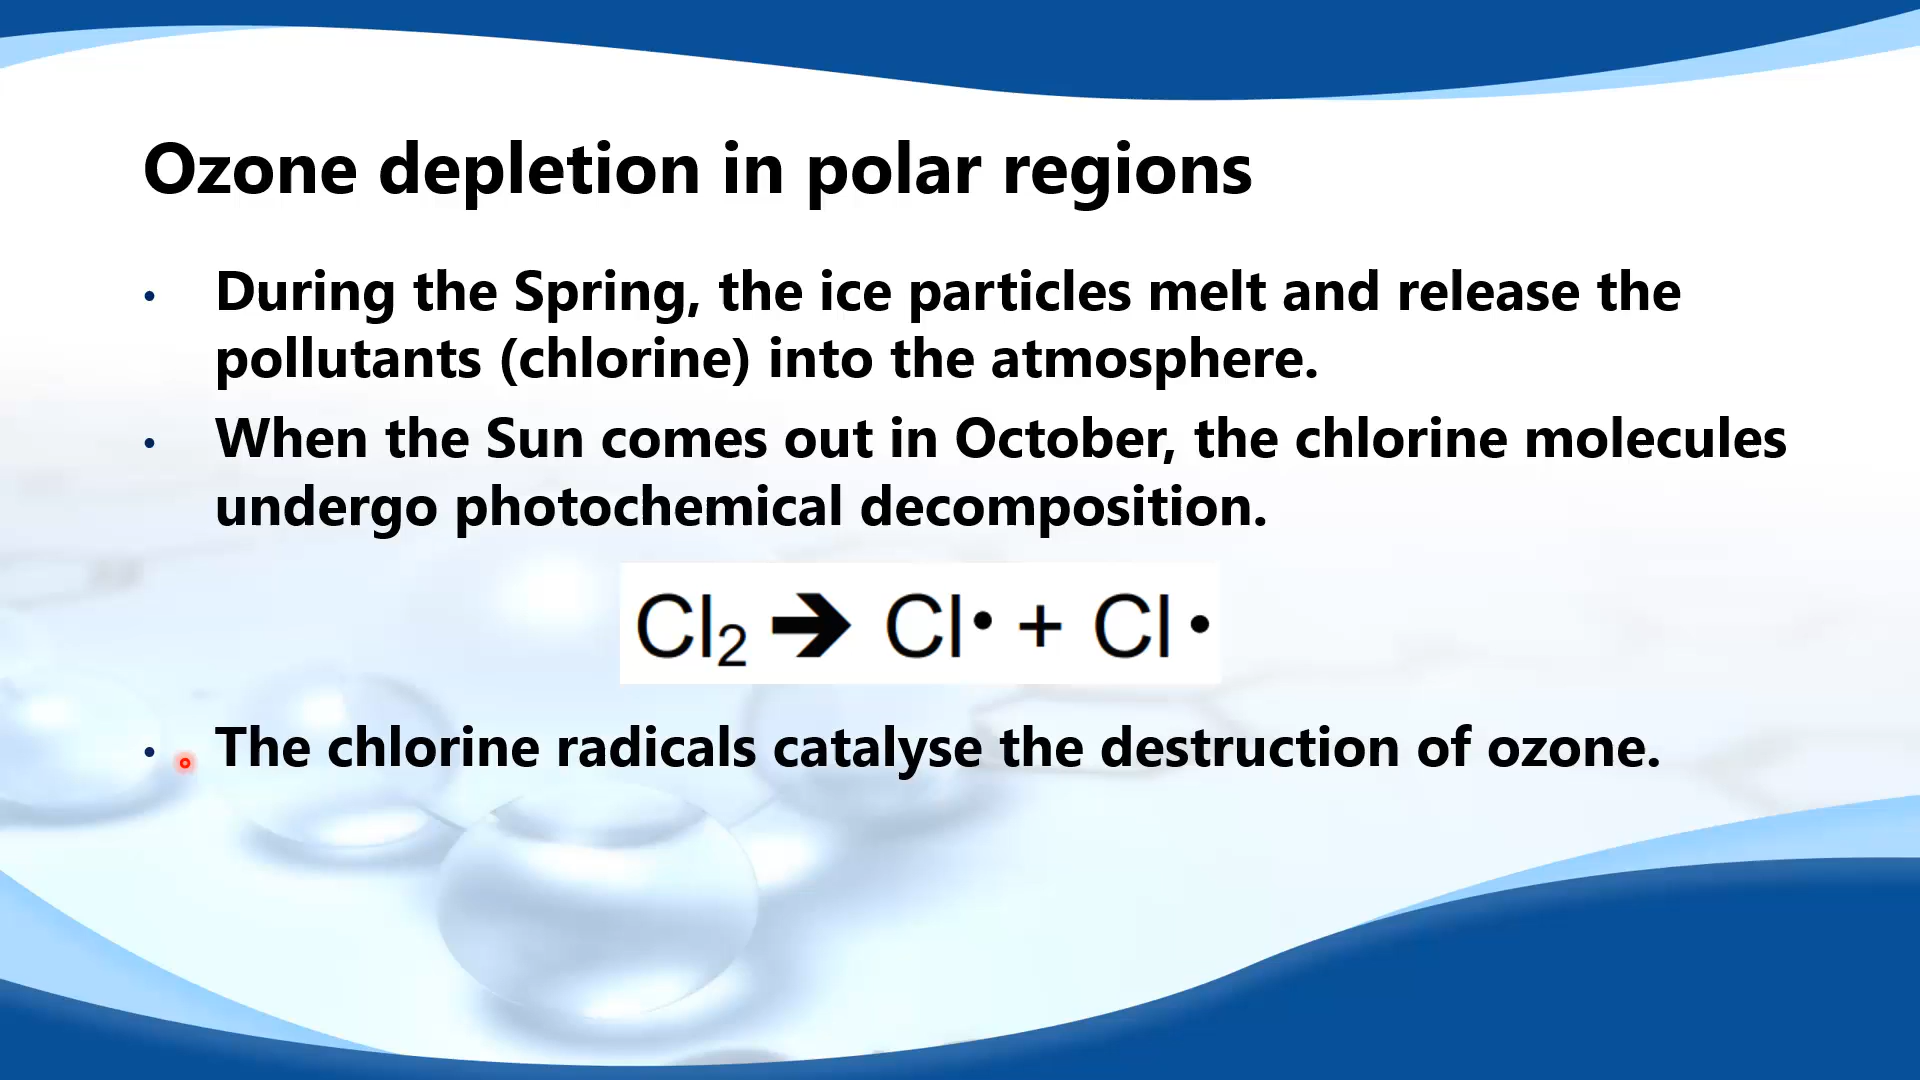 Ozone depletion in polar regions
• During the Spring, the ice particles melt and release the
pollutants (chlorine) into the atmosphere.
• When the Sun comes out in October, the chlorine molecules
undergo photochemical decomposition.
Cl₂ ➔ Cl• + Cl•
• The chlorine radicals catalyse the destruction of ozone.